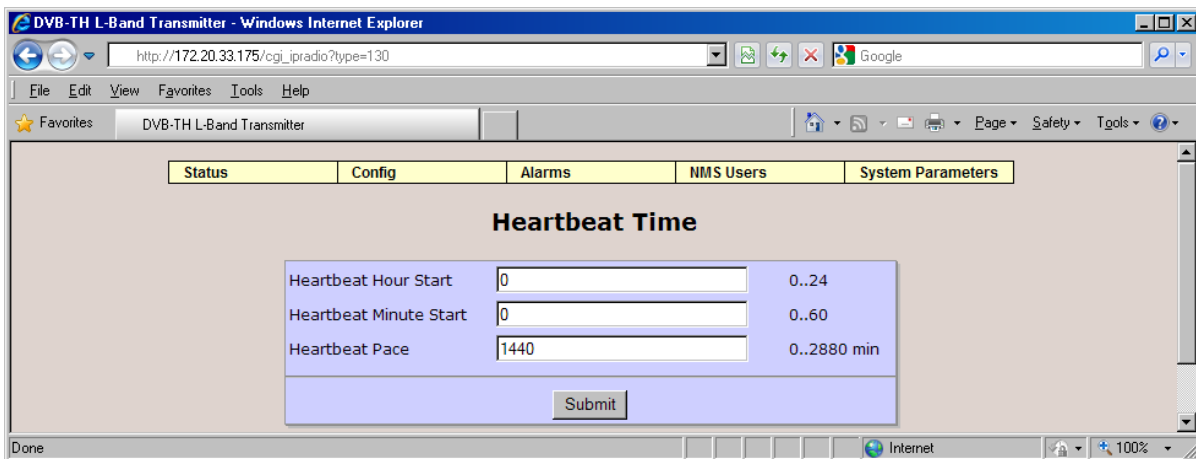 DVB-TH L-Band Transmitter - Windows Internet Explorer
http://172.20.33.175/cgi_ipradio?type=130
Google
File Edit View Favorites Tools Help
Favorites DVB-TH L-Band Transmitter Page Safety Tools
Status Config Alarms NMS Users System Parameters
Heartbeat Time
Heartbeat Hour Start 0 0..24
Heartbeat Minute Start 0 0..60
Heartbeat Pace 1440 0..2880 min
Submit
Done Internet 100%